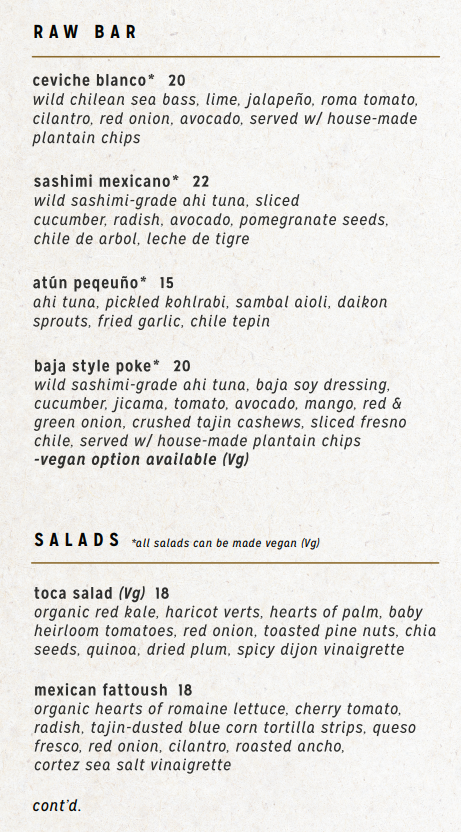 RAW BAR
ceviche blanco* 20
wild chilean sea bass, lime, jalapeño, roma tomato,
cilantro, red onion, avocado, served w/ house-made
plantain chips
sashimi mexicano* 22
wild sashimi-grade ahi tuna, sliced
cucumber, radish, avocado, pomegranate seeds,
chile de arbol, leche de tigre
atún peqeuño* 15
ahi tuna, pickled kohlrabi, sambal aioli, daikon
sprouts, fried garlic, chile tepin
baja style poke* 20
wild sashimi-grade ahi tuna, baja soy dressing,
cucumber, jicama, tomato, avocado, mango, red &
green onion, crushed tajin cashews, sliced fresno
chile, served w/ house-made plantain chips
-vegan option available (Vg)
SALADS *all salads can be made vegan (Vg)
toca salad (Vg) 18
organic red kale, haricot verts, hearts of palm, baby
heirloom tomatoes, red onion, toasted pine nuts, chia
seeds, quinoa, dried plum, spicy dijon vinaigrette
mexican fattoush 18
organic hearts of romaine lettuce, cherry tomato,
radish, tajin-dusted blue corn tortilla strips, queso
fresco, red onion, cilantro, roasted ancho,
cortez sea salt vinaigrette
cont'd.